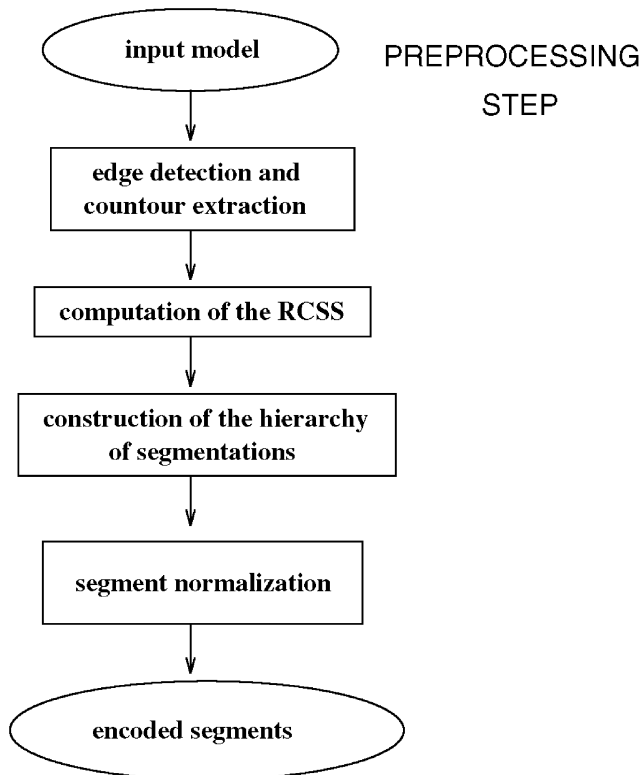 input model
PREPROCESSING
STEP
edge detection and
countour extraction
computation of the RCSS
construction of the hierarchy
of segmentations
segment normalization
encoded segments